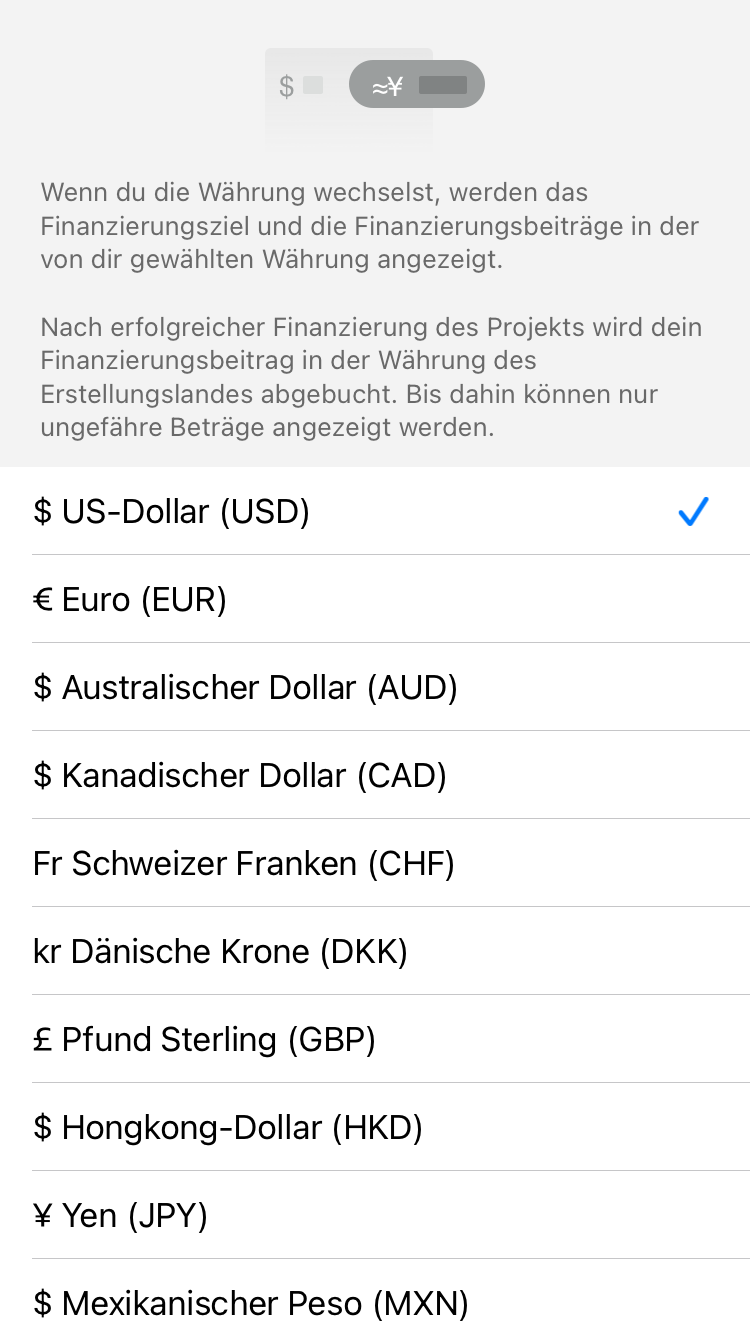 $ ≈¥
Wenn du die Währung wechselst, werden das
Finanzierungsziel und die Finanzierungsbeiträge in der
von dir gewählten Währung angezeigt.
Nach erfolgreicher Finanzierung des Projekts wird dein
Finanzierungsbeitrag in der Währung des
Erstellungslandes abgebucht. Bis dahin können nur
ungefähre Beträge angezeigt werden.
$ US-Dollar (USD)
€ Euro (EUR)
$ Australischer Dollar (AUD)
$ Kanadischer Dollar (CAD)
Fr Schweizer Franken (CHF)
kr Dänische Krone (DKK)
£ Pfund Sterling (GBP)
$ Hongkong-Dollar (HKD)
¥ Yen (JPY)
$ Mexikanischer Peso (MXN)